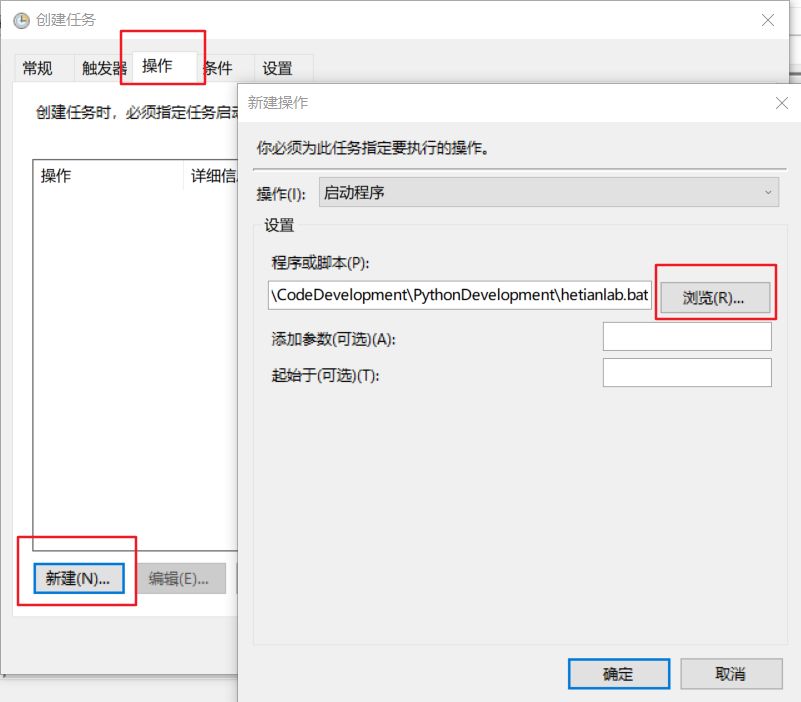 创建任务
常规 触发器 操作 条件 设置
创建任务时，必须指定任务启动
操作 详细信
新建(N)... 编辑(E)...
新建操作
你必须为此任务指定要执行的操作。
操作(I): 启动程序
设置
程序或脚本(P):
\CodeDevelopment\PythonDevelopment\hetianlab.bat 浏览(R)...
添加参数(可选)(A):
起始于(可选)(T):
确定 取消